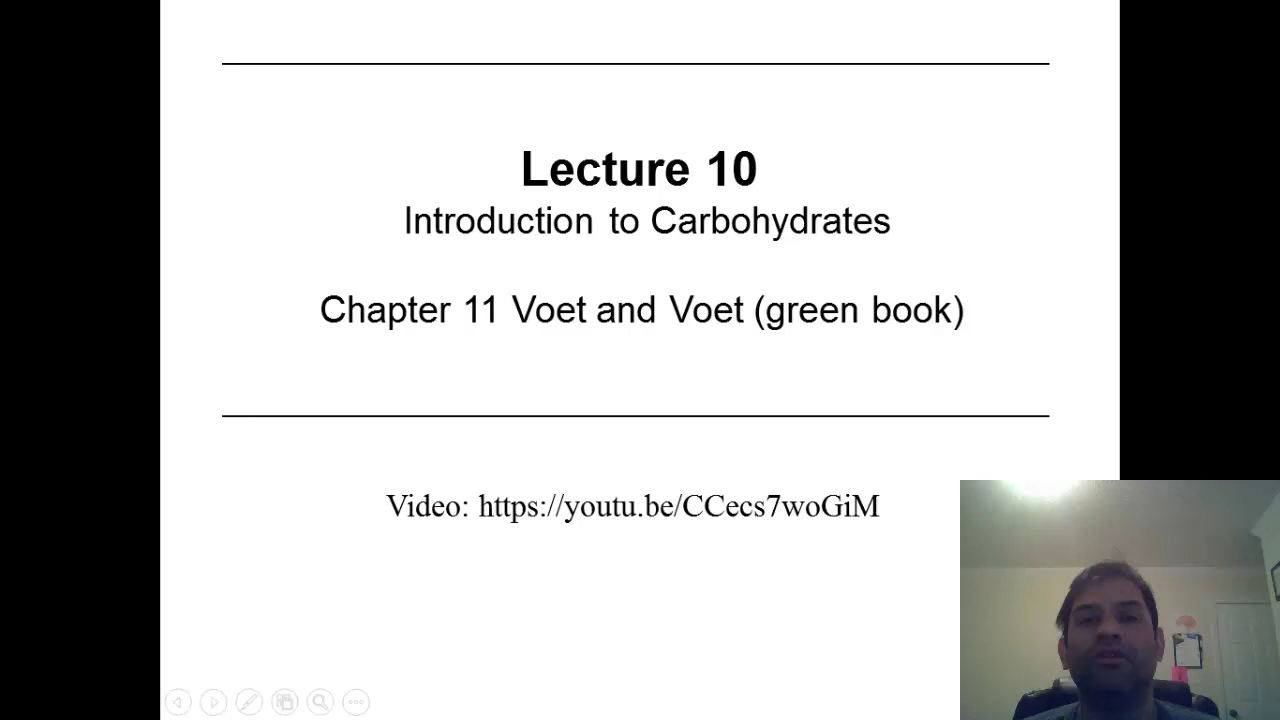 Lecture 10
Introduction to Carbohydrates
Chapter 11 Voet and Voet (green book)
Video: https://youtu.be/CCecs7woGiM